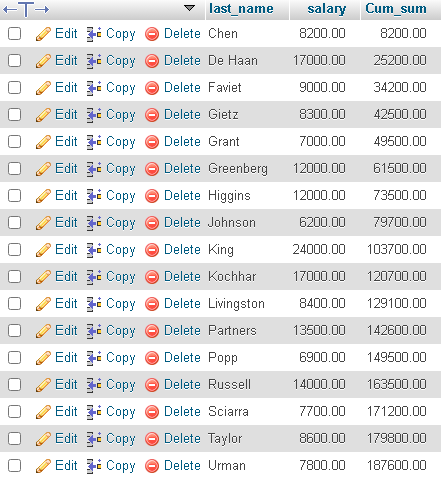 last_name salary Cum_sum
Edit Copy Delete Chen 8200.00 8200.00
Edit Copy Delete De Haan 17000.00 25200.00
Edit Copy Delete Faviet 9000.00 34200.00
Edit Copy Delete Gietz 8300.00 42500.00
Edit Copy Delete Grant 7000.00 49500.00
Edit Copy Delete Greenberg 12000.00 61500.00
Edit Copy Delete Higgins 12000.00 73500.00
Edit Copy Delete Johnson 6200.00 79700.00
Edit Copy Delete King 24000.00 103700.00
Edit Copy Delete Kochhar 17000.00 120700.00
Edit Copy Delete Livingston 8400.00 129100.00
Edit Copy Delete Partners 13500.00 142600.00
Edit Copy Delete Popp 6900.00 149500.00
Edit Copy Delete Russell 14000.00 163500.00
Edit Copy Delete Sciarra 7700.00 171200.00
Edit Copy Delete Taylor 8600.00 179800.00
Edit Copy Delete Urman 7800.00 187600.00